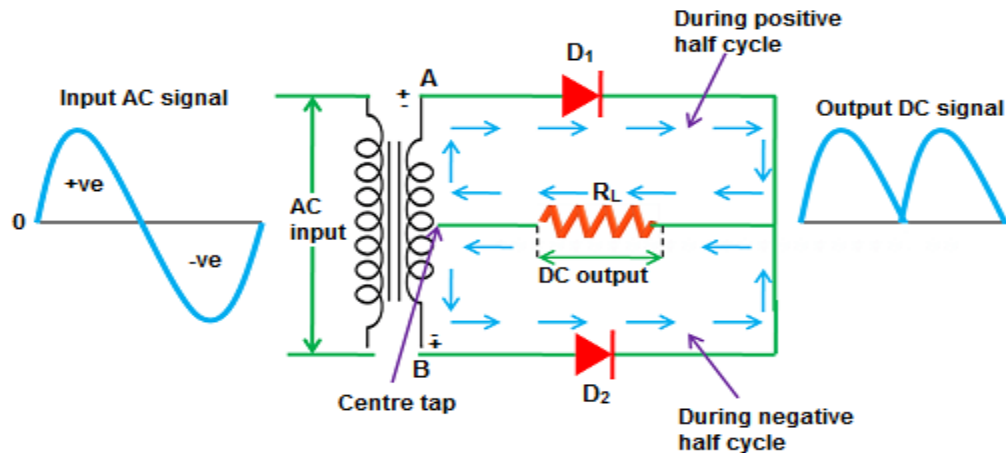 During positive
half cycle
Input AC signal
+ve
-ve
0
AC
input
+
-
A
D1
Output DC signal
RL
DC output
-
+
B
D2
Centre tap
During negative
half cycle